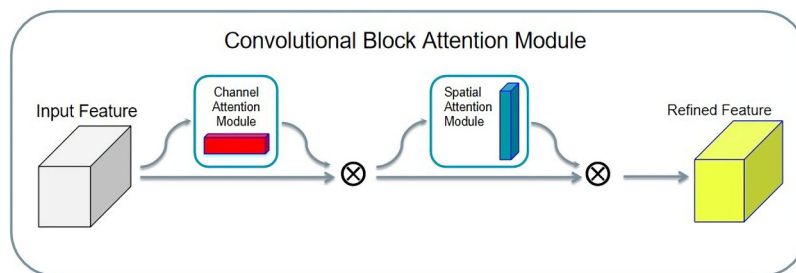 Convolutional Block Attention Module
Input Feature
Channel
Attention
Module
Spatial
Attention
Module
Refined Feature